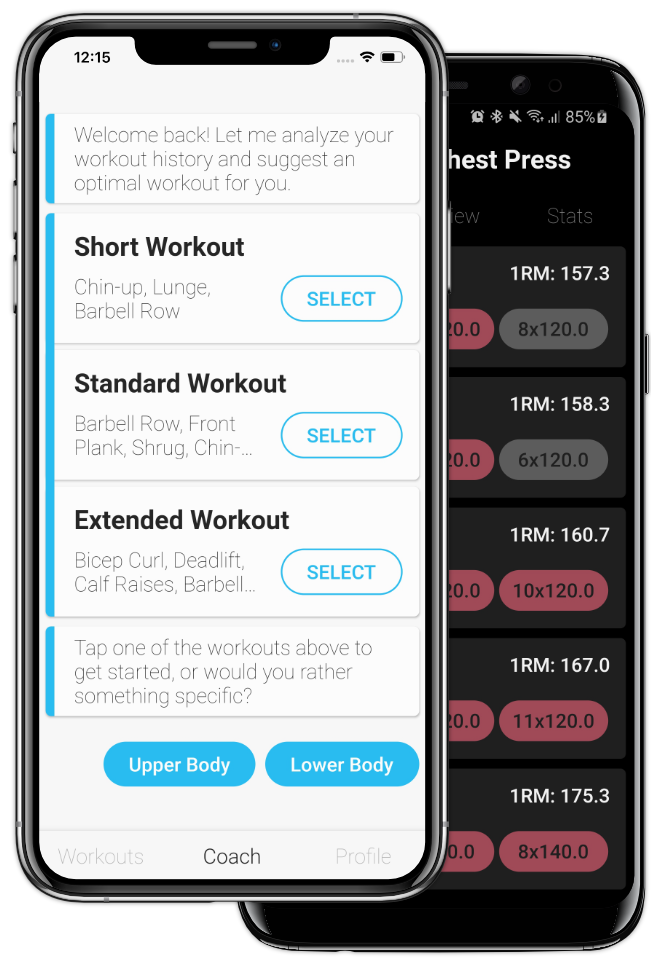 12:15
Welcome back! Let me analyze your
workout history and suggest an
optimal workout for you.
Short Workout
Chin-up, Lunge,
Barbell Row
SELECT
Standard Workout
Barbell Row, Front
Plank, Shrug, Chin-...
SELECT
Extended Workout
Bicep Curl, Deadlift,
Calf Raises, Barbell...
SELECT
Tap one of the workouts above to
get started, or would you rather
something specific?
Upper Body
Lower Body
Workouts
Coach
Profile
85%
hest Press
iew
Stats
1RM: 157.3
20.0
8x120.0
1RM: 158.3
20.0
6x120.0
1RM: 160.7
20.0
10x120.0
1RM: 167.0
20.0
11x120.0
1RM: 175.3
0.0
8x140.0